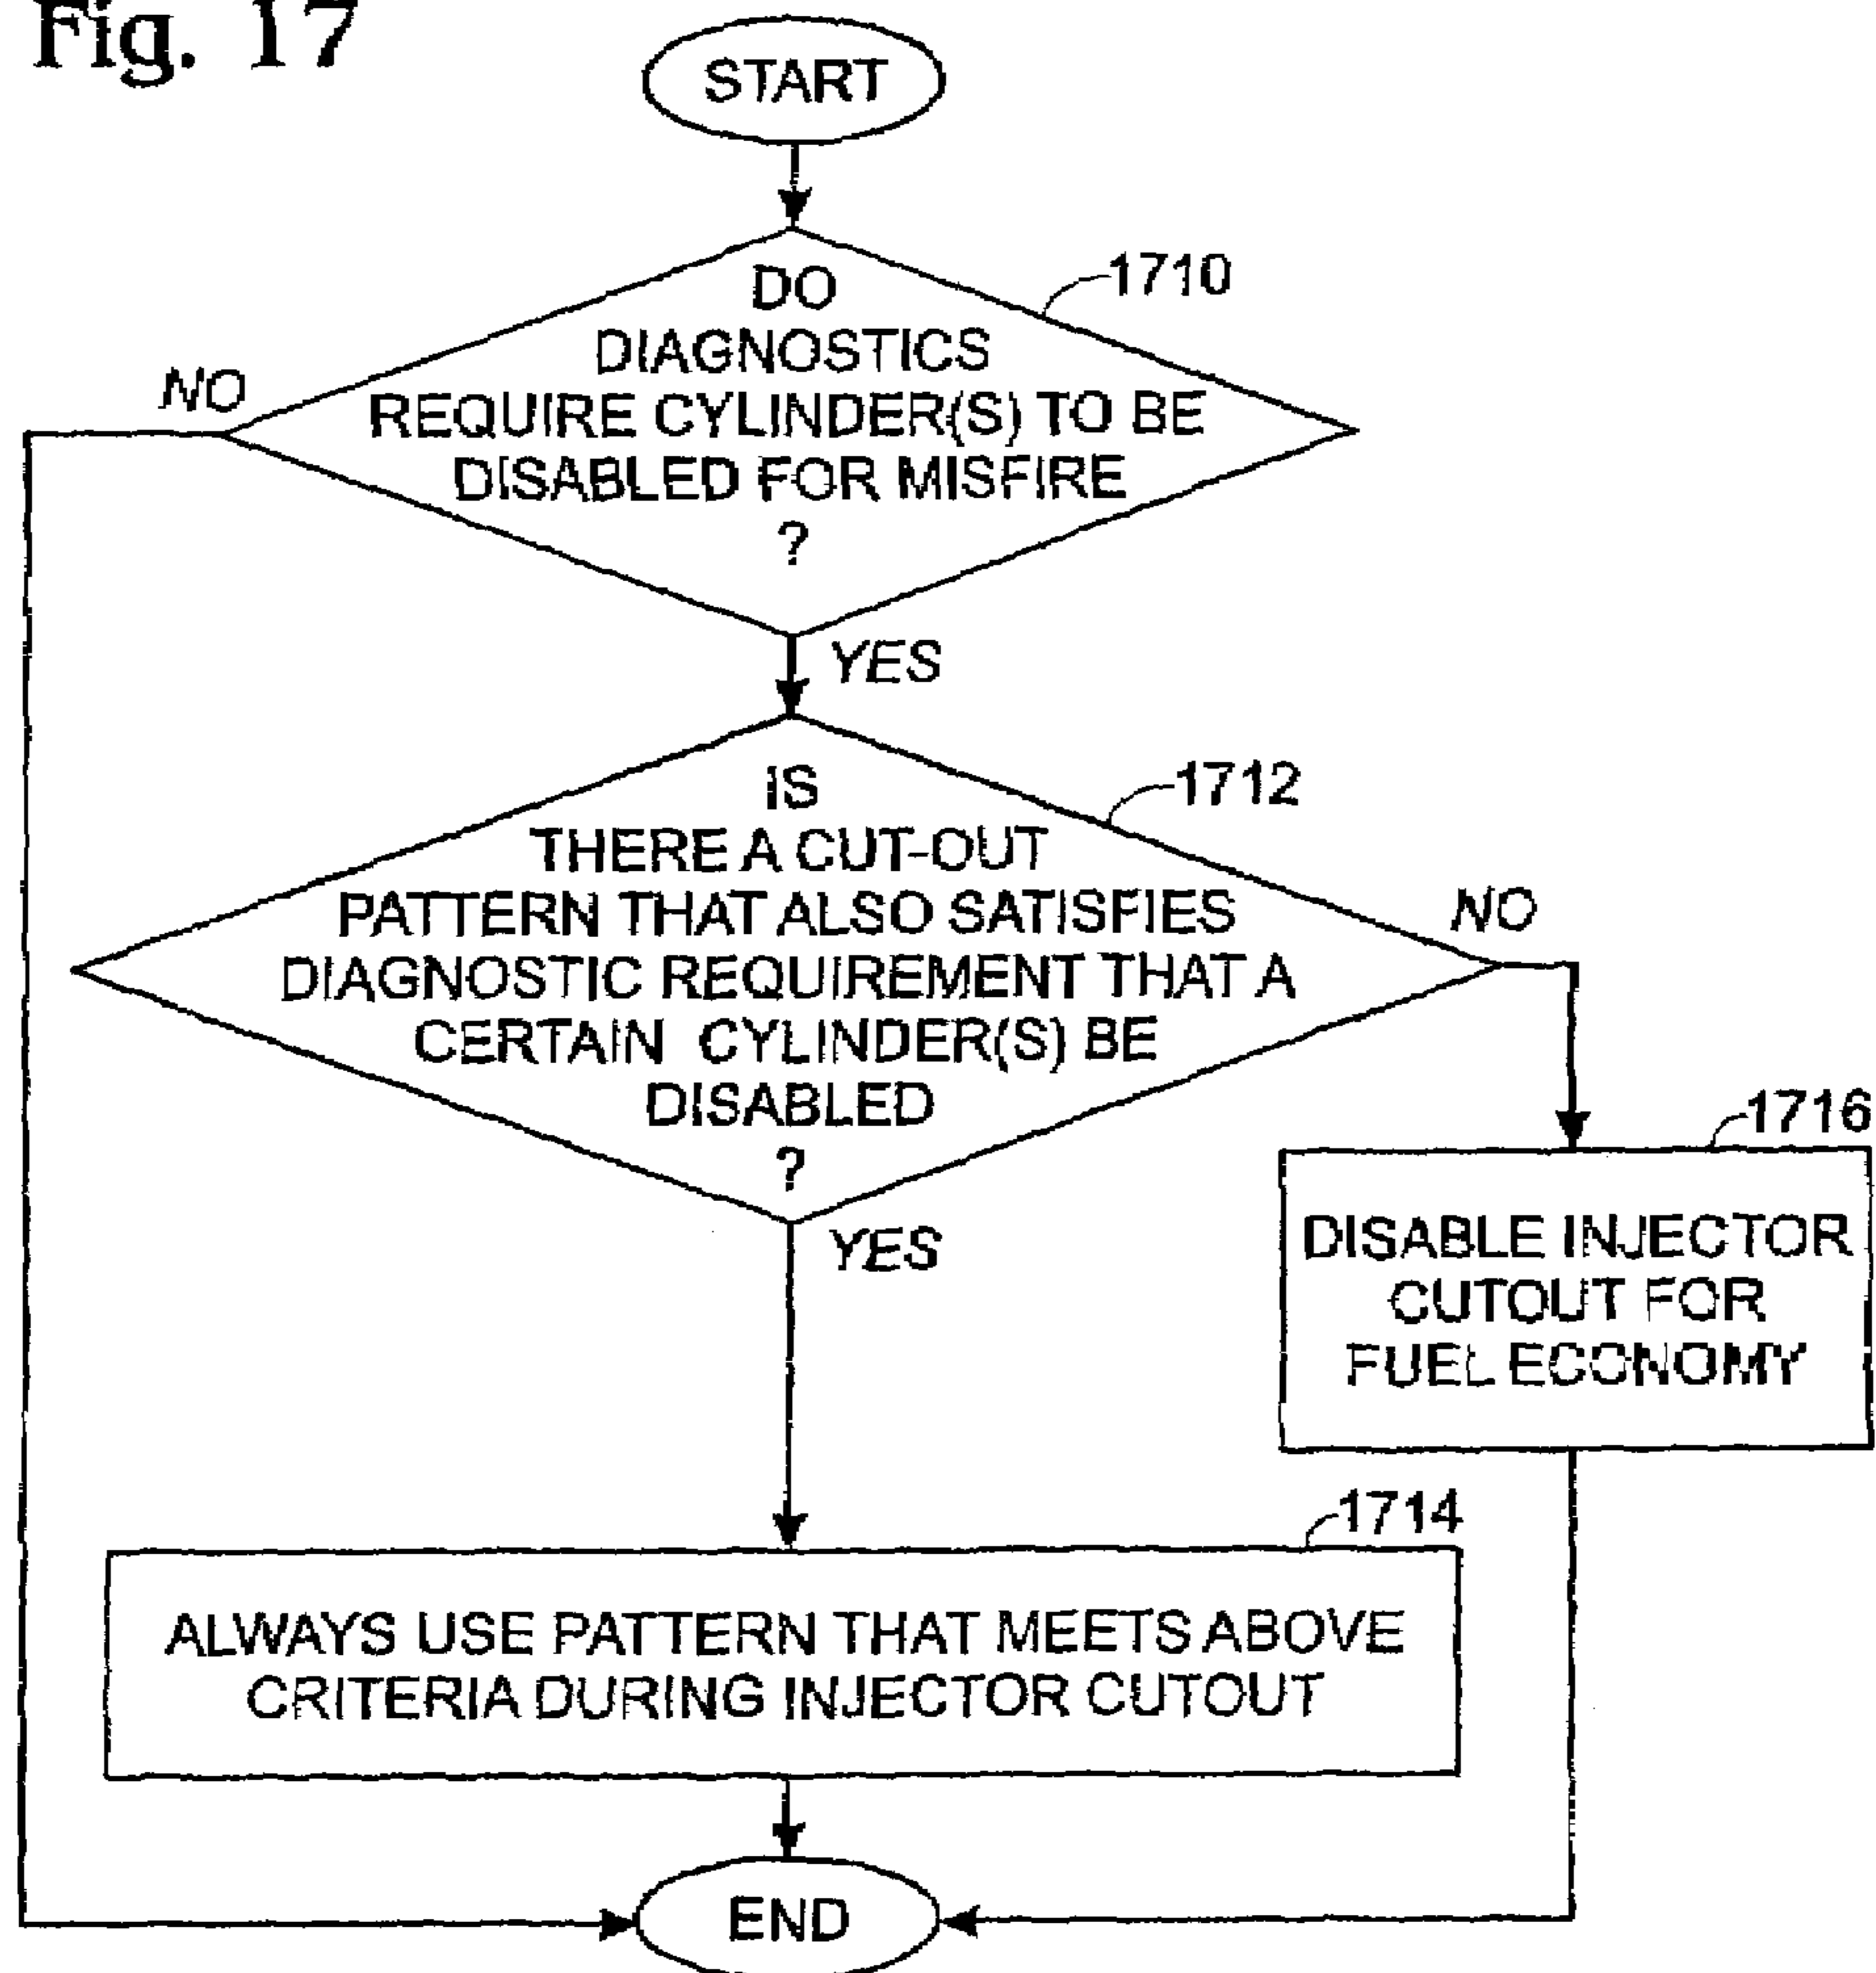 Fig. 17
START
1710
DO
DIAGNOSTICS
REQUIRE CYLINDER(S) TO BE
DISABLED FOR MISFIRE
?
NO
YES
1712
IS
THERE A CUT-OUT
PATTERN THAT ALSO SATISFIES
DIAGNOSTIC REQUIREMENT THAT A
CERTAIN CYLINDER(S) BE
DISABLED
?
NO
YES
1716
DISABLE INJECTOR
CUTOUT FOR
FUEL ECONOMY
1714
ALWAYS USE PATTERN THAT MEETS ABOVE
CRITERIA DURING INJECTOR CUTOUT
END